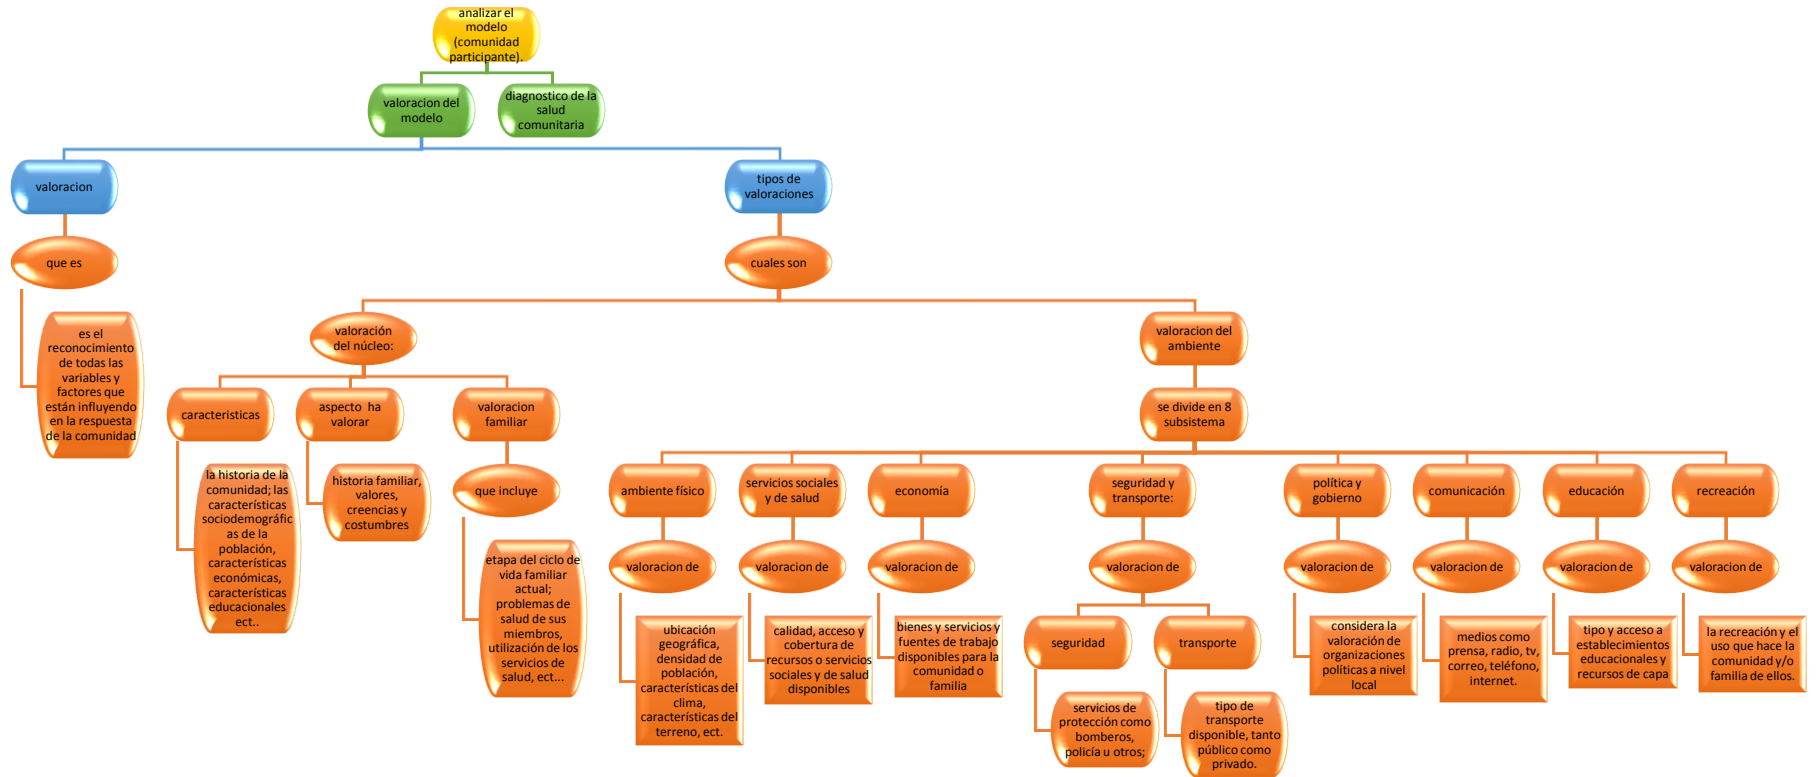 analizar el
modelo
(comunidad
participante).
valoracion del
modelo
diagnostico de la
salud
comunitaria
valoracion
tipos de
valoraciones
que es
cuales son
es el
reconocimiento
de todas las
variables y
factores que
están influyendo
en la respuesta
de la comunidad
valoración
del núcleo:
valoracion del
ambiente
caracteristicas
aspecto ha
valorar
valoracion
familiar
se divide en 8
subsistema
la historia de la
comunidad; las
características
sociodemográfic
as de la
población,
características
económicas,
características
educacionales
ect..
historia familiar,
valores,
creencias y
costumbres
que incluye
etapa del ciclo de
vida familiar
actual;
problemas de
salud de sus
miembros,
utilización de los
servicios de
salud, ect...
ambiente físico
servicios sociales
y de salud
economía
seguridad y
transporte:
política y
gobierno
comunicación
educación
recreación
valoracion de
valoracion de
valoracion de
valoracion de
valoracion de
valoracion de
valoracion de
valoracion de
ubicación
geográfica,
densidad de
población,
características del
clima,
características del
terreno, ect.
calidad, acceso y
cobertura de
recursos o servicios
sociales y de salud
disponibles
bienes y servicios y
fuentes de trabajo
disponibles para la
comunidad o
familia
seguridad
transporte
servicios de
protección como
bomberos,
policía u otros;
tipo de
transporte
disponible, tanto
público como
privado.
considera la
valoración de
organizaciones
políticas a nivel
local
medios como
prensa, radio, tv,
correo, teléfono,
internet.
tipo y acceso a
establecimientos
educacionales y
recursos de capa
la recreación y el
uso que hace la
comunidad y/o
familia de ellos.